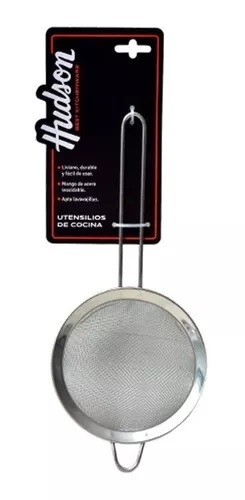 Hudson
BEST KITCHENWARE
• Liviano, durable
y fácil de usar.
• Mango de acero
inoxidable.
• Apto lavavajillas.
UTENSILIOS
DE COCINA